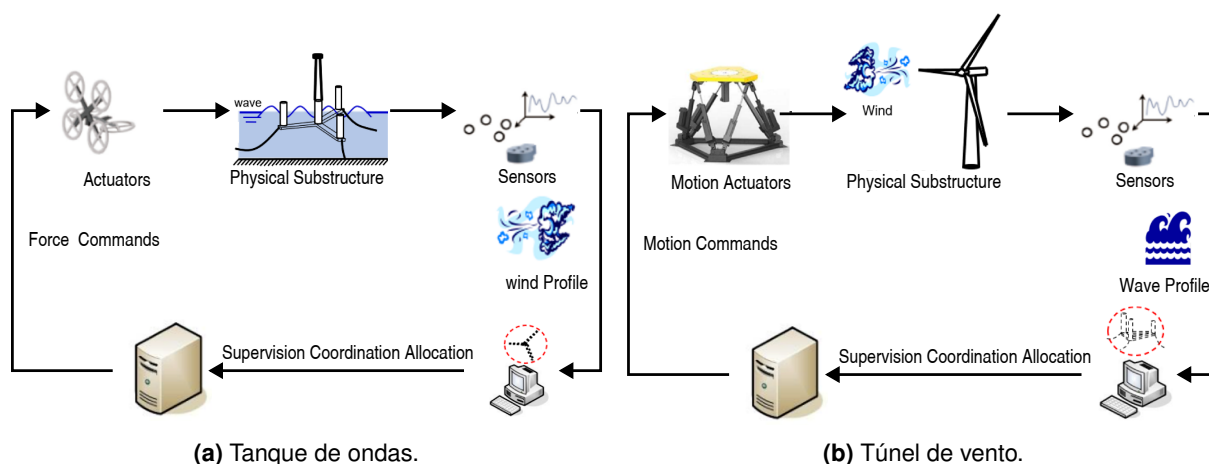 wave
Actuators
Physical Substructure
Sensors
Force Commands
wind Profile
Supervision Coordination Allocation
(a) Tanque de ondas.
Wind
Motion Actuators
Physical Substructure
Sensors
Motion Commands
Wave Profile
Supervision Coordination Allocation
(b) Túnel de vento.